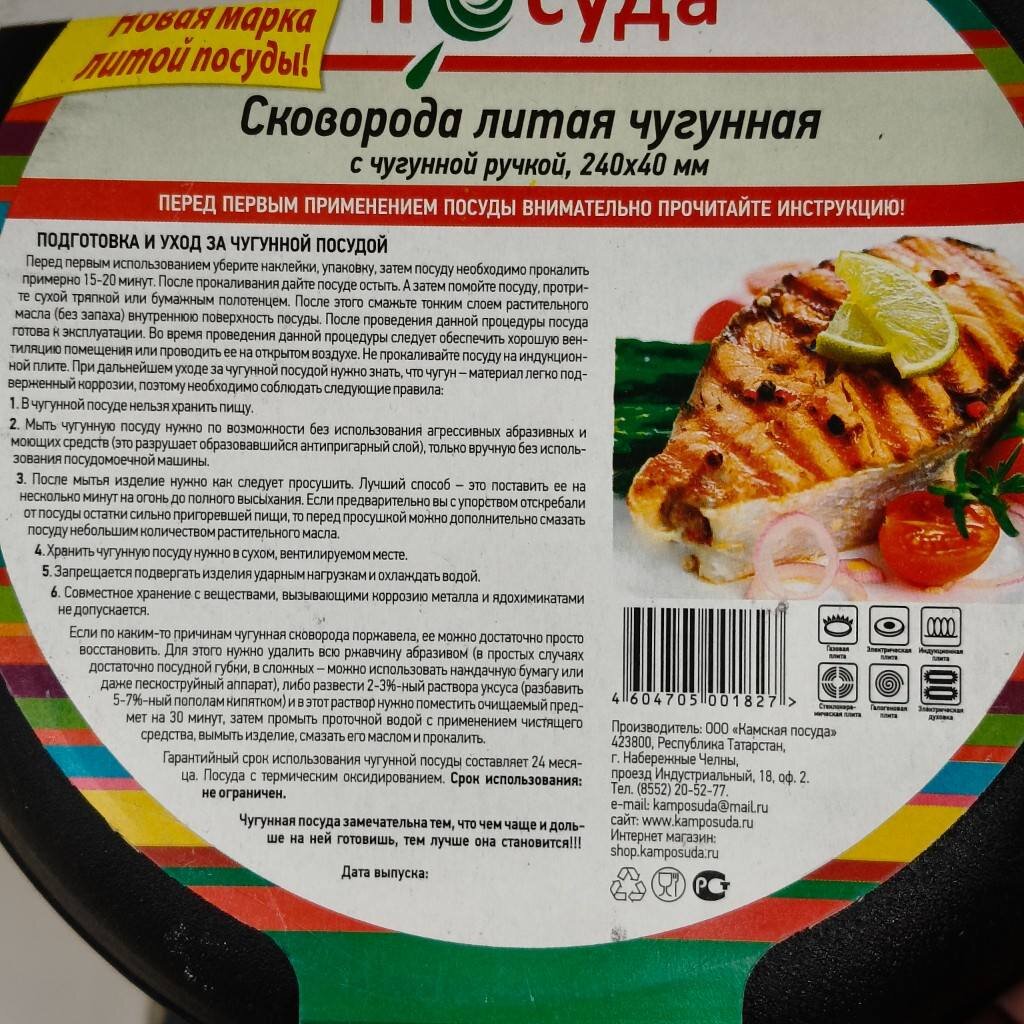 Новая марка
литой посуды!
посуда
Сковорода литая чугунная
с чугунной ручкой, 240х40 мм
ПЕРЕД ПЕРВЫМ ПРИМЕНЕНИЕМ ПОСУДЫ ВНИМАТЕЛЬНО ПРОЧИТАЙТЕ ИНСТРУКЦИЮ!
ПОДГОТОВКА И УХОД ЗА ЧУГУННОЙ ПОСУДОЙ
Перед первым использованием уберите наклейки, упаковку, затем посуду необходимо прокалить
примерно 15-20 минут. После прокаливания дайте посуде остыть. А затем помойте посуду, протри-
те сухой тряпкой или бумажным полотенцем. После этого смажьте тонким слоем растительного
масла (без запаха) внутреннюю поверхность посуды. После проведения данной процедуры посуда
готова к эксплуатации. Во время проведения данной процедуры следует обеспечить хорошую вен-
тиляцию помещения или проводить ее на открытом воздухе. Не прокаливайте посуду на индукцион-
ной плите. При дальнейшем уходе за чугунной посудой нужно знать, что чугун – материал легко под-
верженный коррозии, поэтому необходимо соблюдать следующие правила:
1. В чугунной посуде нельзя хранить пищу.
2. Мыть чугунную посуду нужно по возможности без использования агрессивных абразивных и
моющих средств (это разрушает образовавшийся антипригарный слой), только вручную без исполь-
зования посудомоечной машины.
3. После мытья изделие нужно как следует просушить. Лучший способ – это поставить ее на
несколько минут на огонь до полного высыхания. Если предварительно вы с упорством отскребали
от посуды остатки сильно пригоревшей пищи, то перед просушкой можно дополнительно смазать
посуду небольшим количеством растительного масла.
4. Хранить чугунную посуду нужно в сухом, вентилируемом месте.
5. Запрещается подвергать изделия ударным нагрузкам и охлаждать водой.
6. Совместное хранение с веществами, вызывающими коррозию металла и ядохимикатами
не допускается.
Если по каким-то причинам чугунная сковорода поржавела, ее можно достаточно просто
восстановить. Для этого нужно удалить всю ржавчину абразивом (в простых случаях
достаточно посудной губки, в сложных – можно использовать наждачную бумагу или
даже пескоструйный аппарат), либо развести 2-3%-ный раствора уксуса (разбавить
5-7%-ный пополам кипятком) и в этот раствор нужно поместить очищаемый пред-
мет на 30 минут, затем промыть проточной водой с применением чистящего
средства, вымыть изделие, смазать его маслом и прокалить.
Гарантийный срок использования чугунной посуды составляет 24 меся-
ца. Посуда с термическим оксидированием. Срок использования:
не ограничен.
Чугунная посуда замечательна тем, что чем чаще и доль-
ше на ней готовишь, тем лучше она становится!!!
Дата выпуска:
Газовая
плита
Электрическая
плита
Индукционная
плита
Стеклокера-
мическая плита
Галогеновая
плита
Электрическая
духовка
4 604705 001827 >
Производитель: ООО «Камская посуда»
423800, Республика Татарстан,
г. Набережные Челны,
проезд Индустриальный, 18, оф. 2.
Тел. (8552) 20-52-77.
e-mail: kamposuda@mail.ru
сайт: www.kamposuda.ru
Интернет магазин:
shop.kamposuda.ru